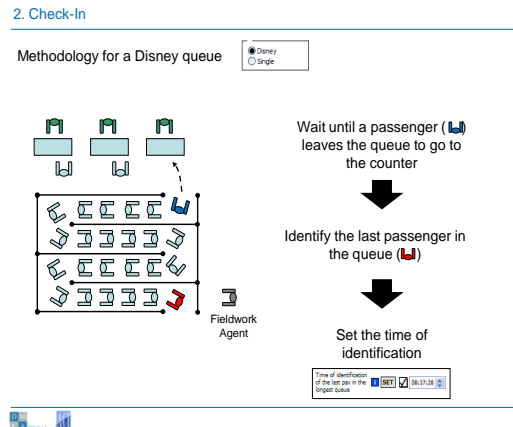 2. Check-In
Methodology for a Disney queue
Disney
Single
Wait until a passenger ( )
leaves the queue to go to
the counter
Identify the last passenger in
the queue ( )
Fieldwork
Agent
Set the time of
identification
Time of identification
of the last pax in the
longest queue
i SET 08:37:28